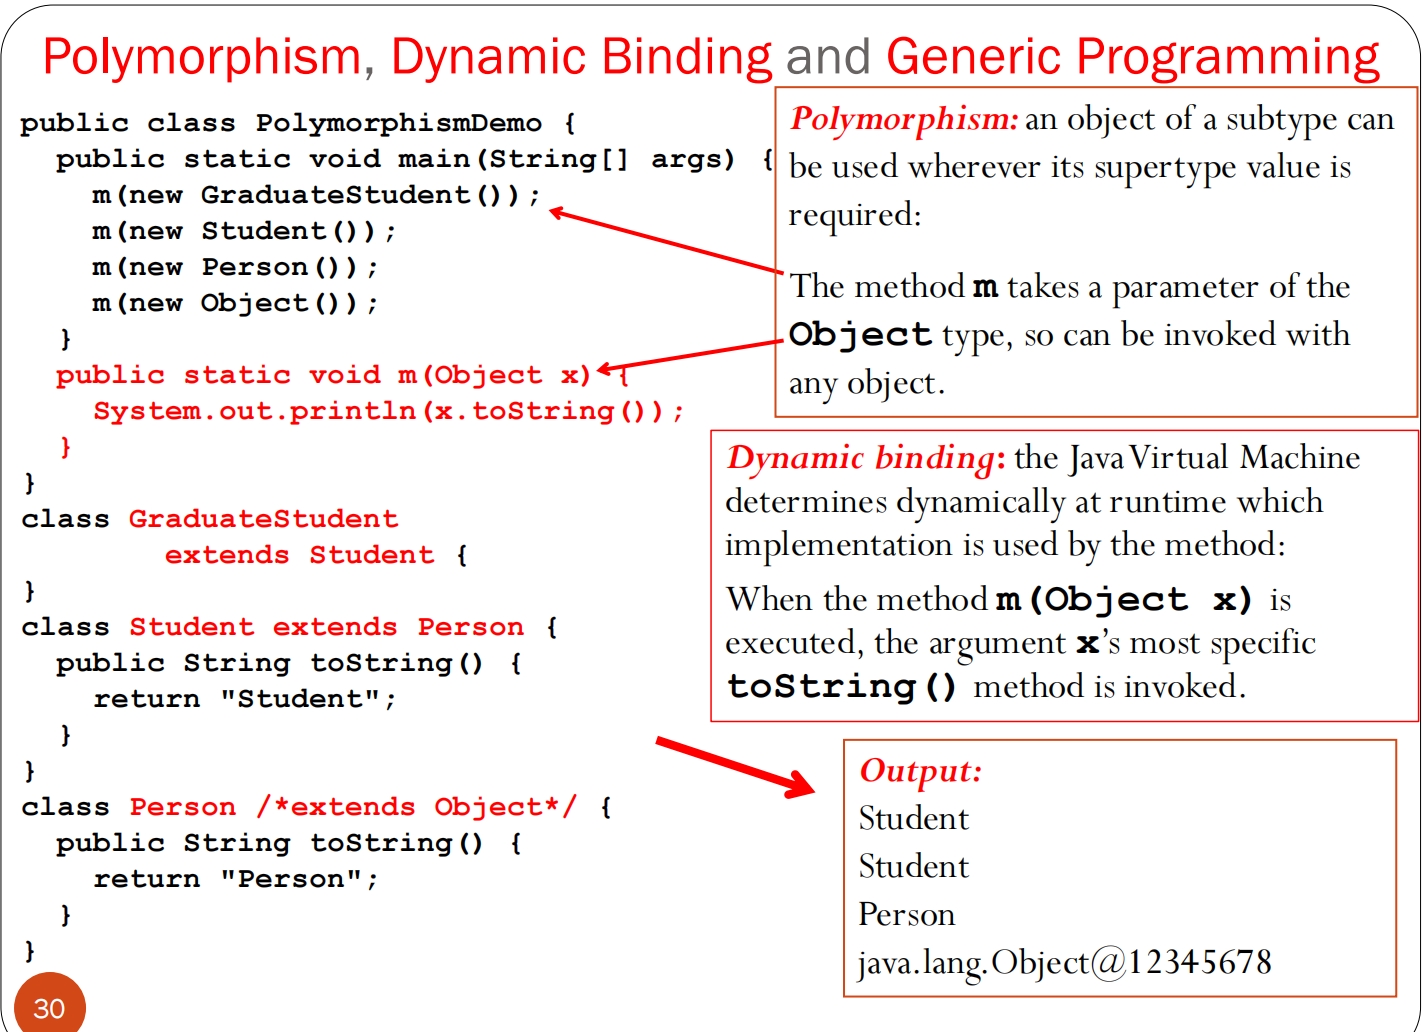 Polymorphism, Dynamic Binding and Generic Programming
public class PolymorphismDemo {
  public static void main(String[] args) {
    m(new GraduateStudent());
    m(new Student());
    m(new Person());
    m(new Object());
  }
  public static void m(Object x) {
    System.out.println(x.toString());
  }
}
class GraduateStudent
        extends Student {
}
class Student extends Person {
  public String toString() {
    return "Student";
  }
}
class Person /*extends Object*/ {
  public String toString() {
    return "Person";
  }
}
Polymorphism: an object of a subtype can
be used wherever its supertype value is
required:
The method m takes a parameter of the
Object type, so can be invoked with
any object.
Dynamic binding: the Java Virtual Machine
determines dynamically at runtime which
implementation is used by the method:
When the method m(Object x) is
executed, the argument x's most specific
toString() method is invoked.
Output:
Student
Student
Person
java.lang.Object@12345678
30